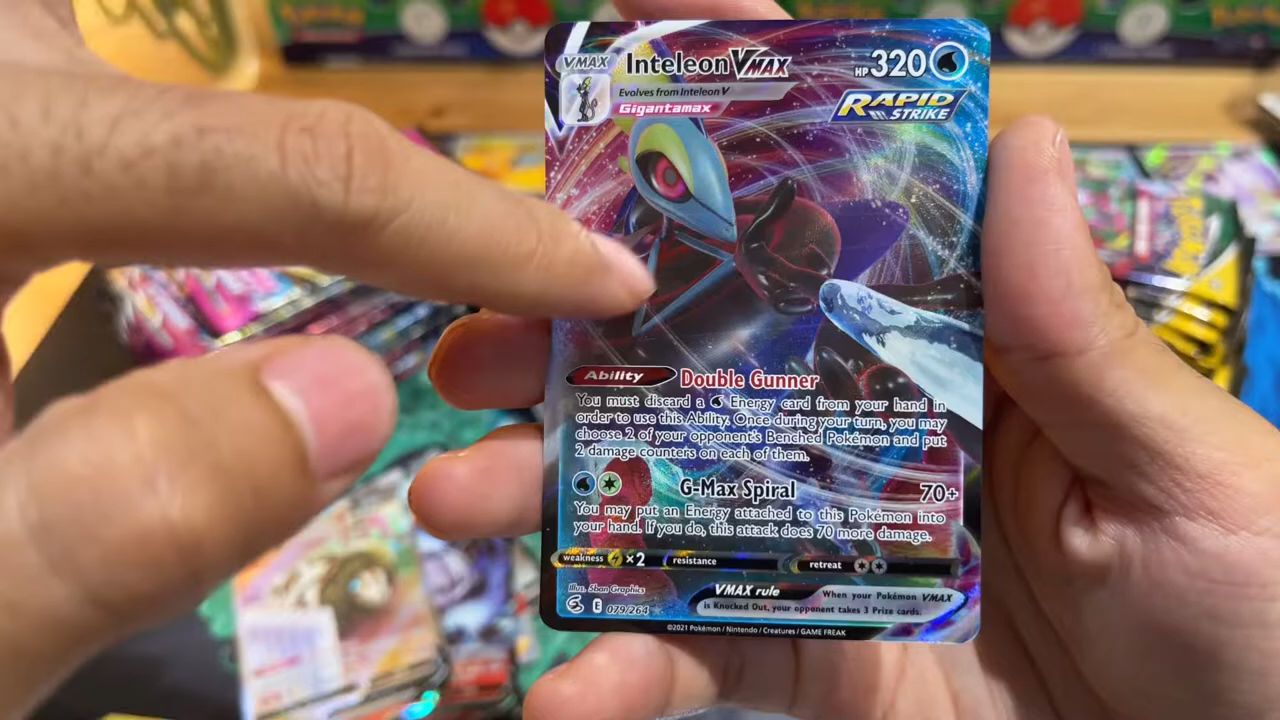 VMAX
Inteleon VMAX
HP 320
Evolves from Inteleon V
Gigantamax
RAPID
STRIKE
Ability Double Gunner
You must discard a Energy card from your hand in
order to use this Ability. Once during your turn, you may
choose 2 of your opponent's Benched Pokémon and put
2 damage counters on each of them.
G-Max Spiral 70+
You may put an Energy attached to this Pokémon into
your hand. If you do, this attack does 70 more damage.
weakness ×2 resistance retreat
Illus. 5ban Graphics
E 079/264
VMAX rule When your Pokémon VMAX
is Knocked Out, your opponent takes 3 Prize cards.
©2021 Pokémon / Nintendo / Creatures / GAME FREAK